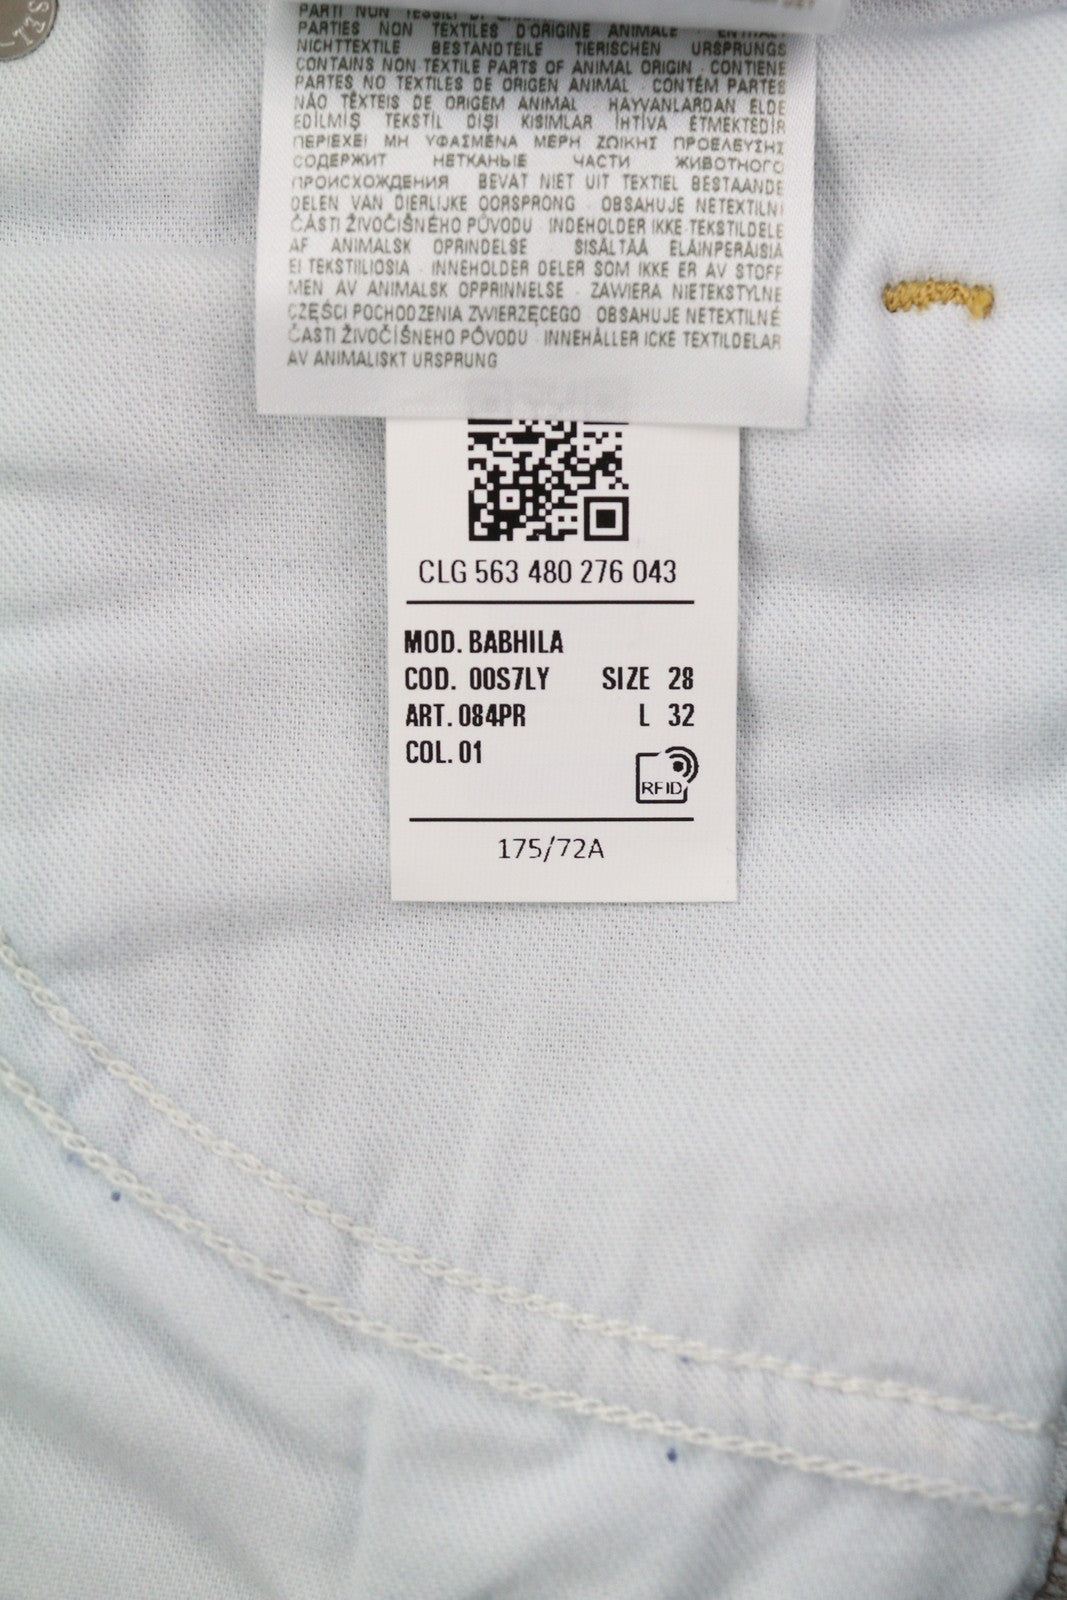 PARTI NON TESSILI DI
PARTIES NON TEXTILES D'ORIGINE ANIMALE ENTHÄLT
NICHTTEXTILE BESTANDTEILE TIERISCHEN URSPRUNGS
CONTAINS NON TEXTILE PARTS OF ANIMAL ORIGIN - CONTIENE
PARTES NO TEXTILES DE ORIGEN ANIMAL - CONTÉM PARTES
NÃO TÊXTEIS DE ORIGEM ANIMAL HAYVANLARDAN ELDE
EDİLMİŞ TEKSTİL DIŞI KISIMLAR İHTİVA ETMEKTEDİR
ΠΕΡΙΕΧΕΙ ΜΗ ΥΦΑΣΜΕΝΑ ΜΕΡΗ ΖΩΙΚΗΣ ΠΡΟΕΛΕΥΣΗΣ
СОДЕРЖИТ НЕТКАНЫЕ ЧАСТИ ЖИВОТНОГО
ПРОИСХОЖДЕНИЯ BEVAT NIET UIT TEXTIEL BESTAANDE
DELEN VAN DIERLIJKE OORSPRONG - OBSAHUJE NETEXTILNÍ
ČÁSTI ŽIVOČIŠNÉHO PŮVODU INDEHOLDER IKKE TEKSTILDELE
AF ANIMALSK OPRINDELSE - SISÄLTÄÄ ELÄINPERÄISIÄ
EI TEKSTIILIOSIA - INNEHOLDER DELER SOM IKKE ER AV STOFF
MEN AV ANIMALSK OPPRINNELSE - ZAWIERA NIETEKSTYLNE
CZĘŚCI POCHODZENIA ZWIERZĘCEGO OBSAHUJE NETEXTILNÉ
ČASTI ŽIVOČÍŠNEHO PÔVODU - INNEHÅLLER ICKE TEXTILDELAR
AV ANIMALISKT URSPRUNG
CLG 563 480 276 043
MOD. BABHILA
COD. 00S7LY SIZE 28
ART. 084PR L 32
COL. 01
RFID
175/72A